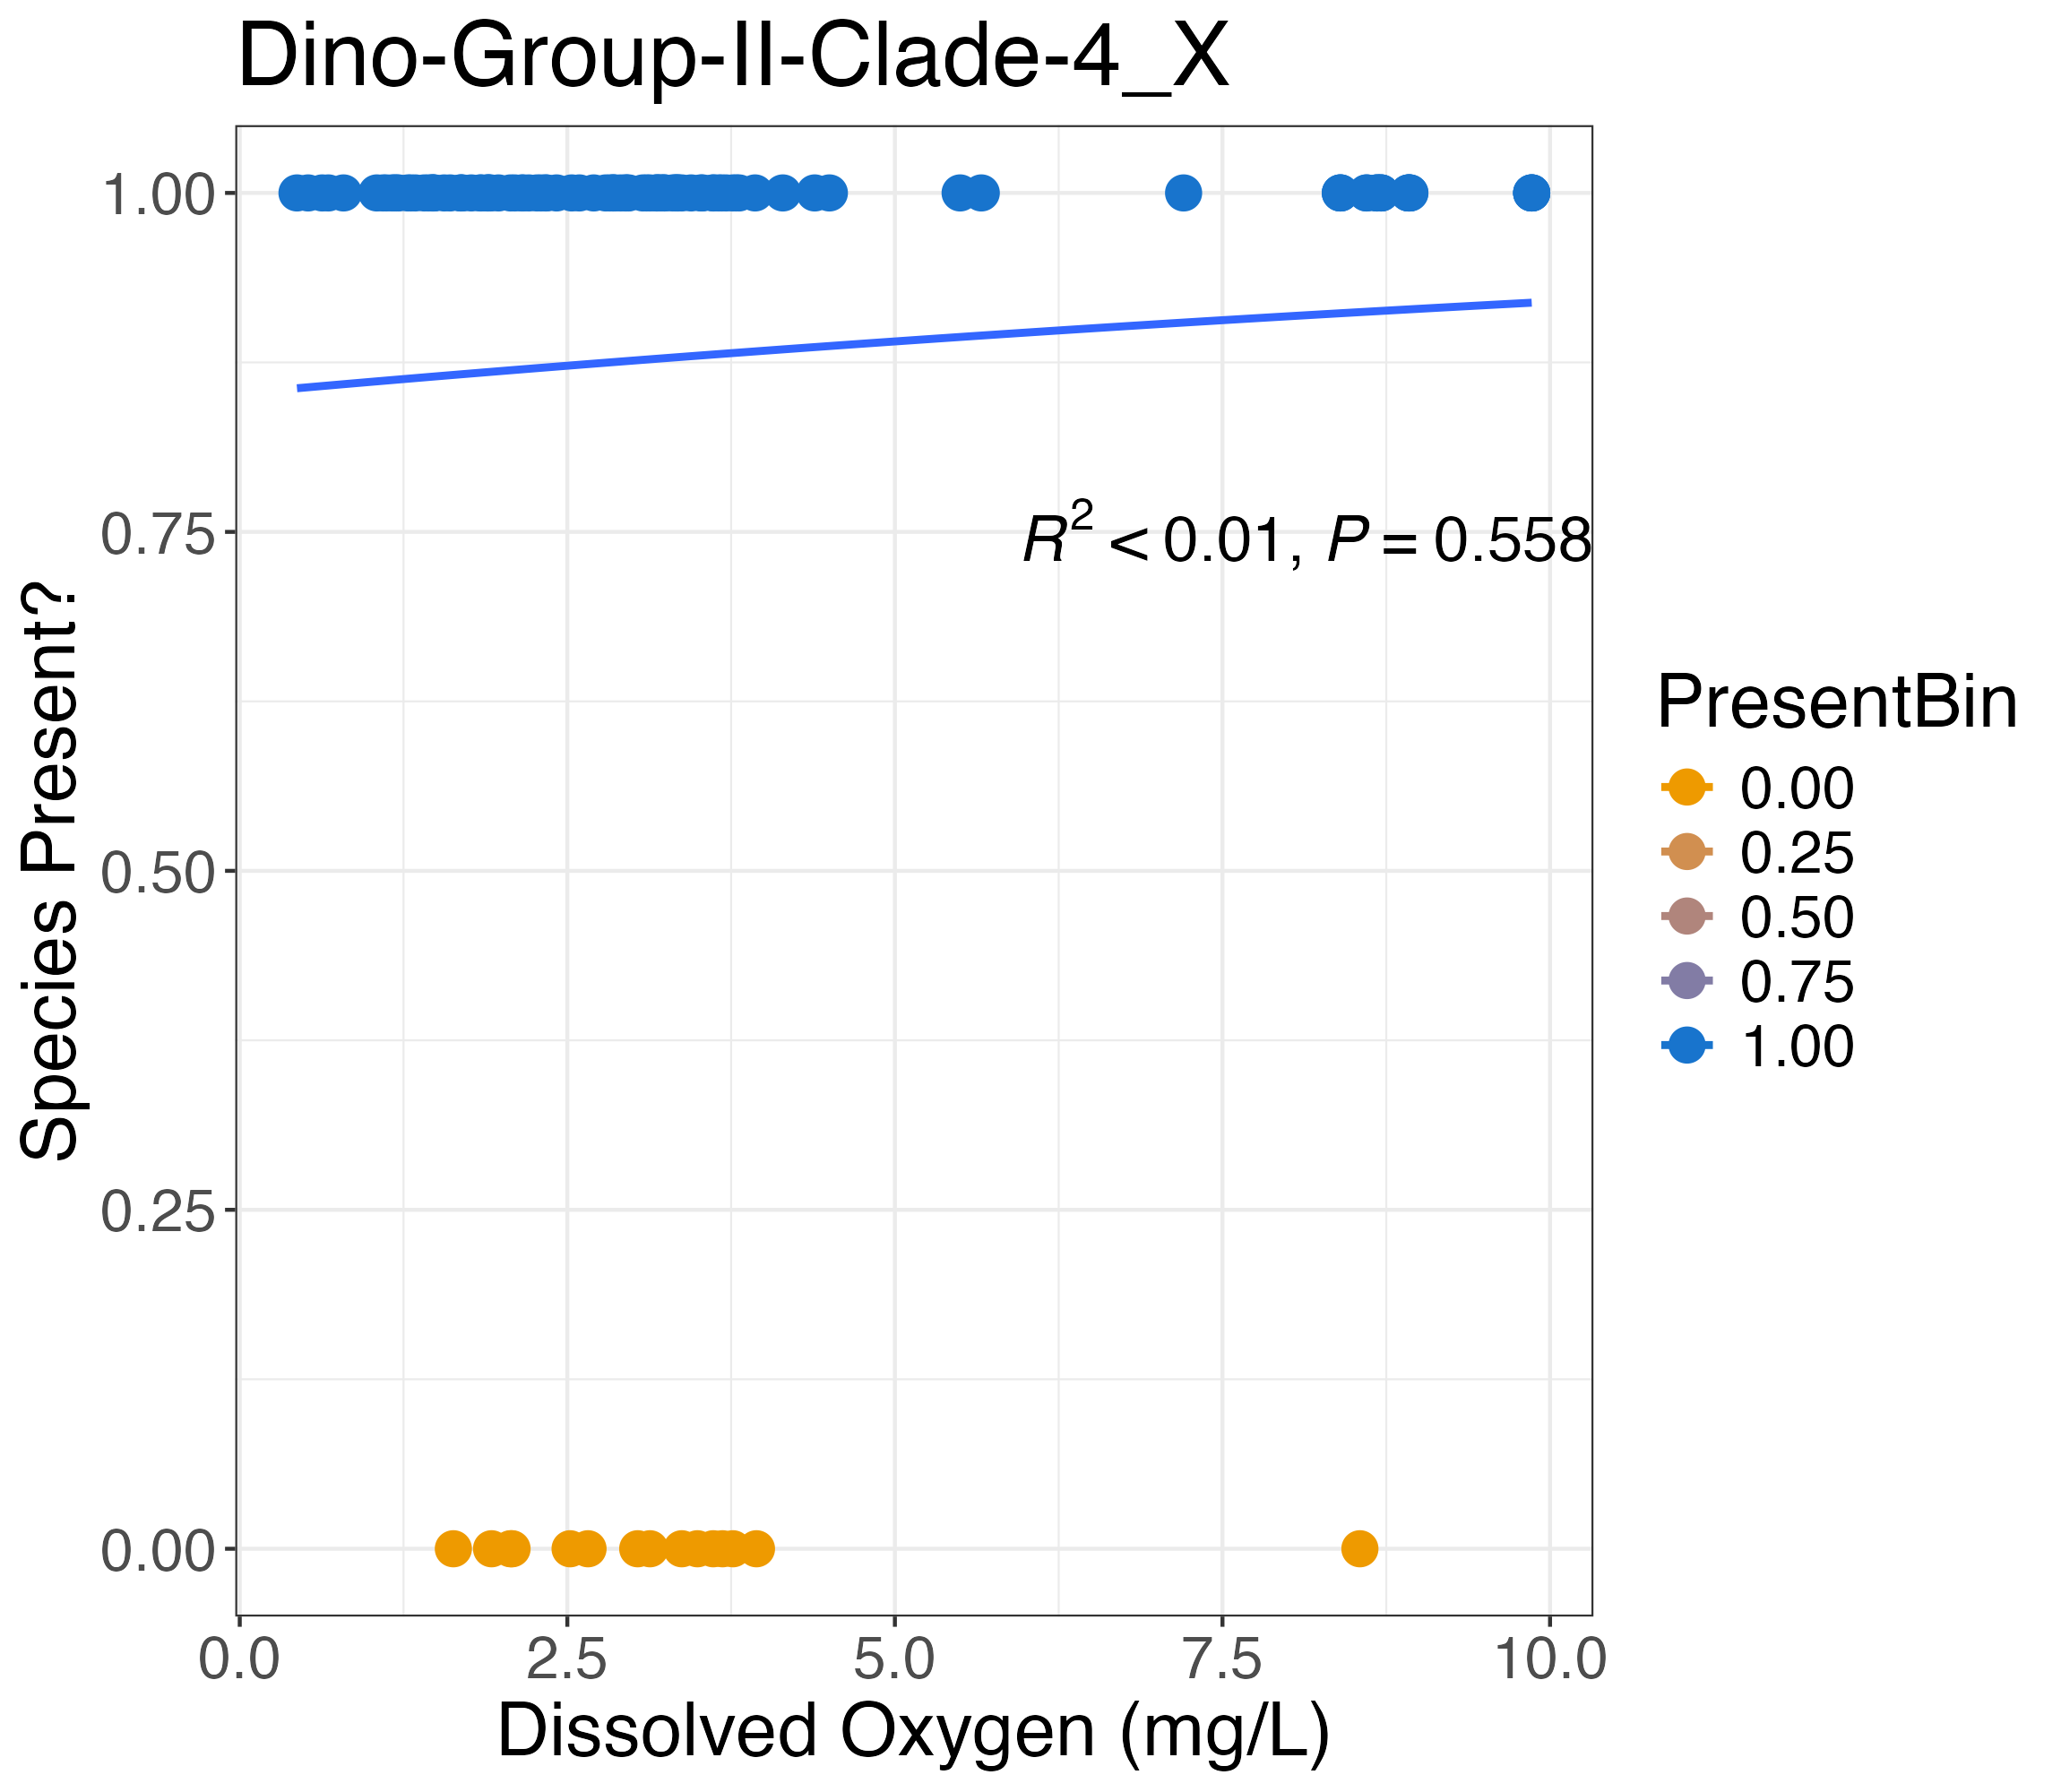 Dino-Group-II-Clade-4_X
1.00
0.75
0.50
0.25
0.00
Species Present?
R² < 0.01, P = 0.558
0.0 2.5 5.0 7.5 10.0
Dissolved Oxygen (mg/L)
PresentBin
0.00
0.25
0.50
0.75
1.00